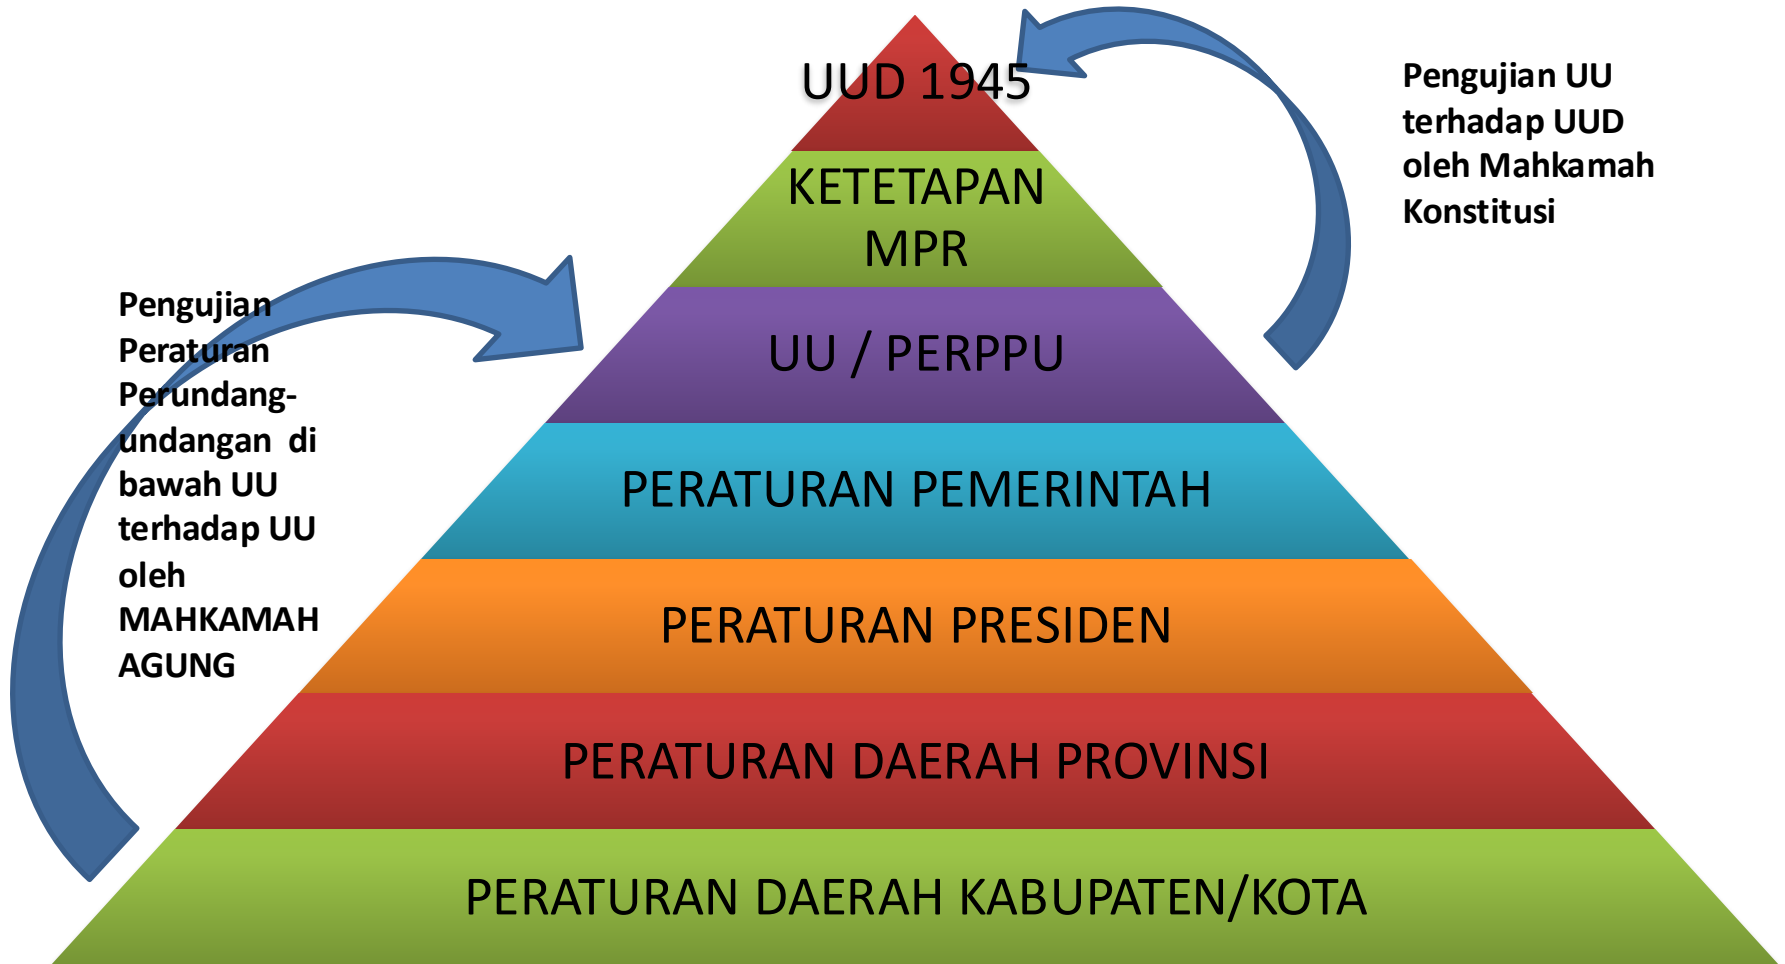 UUD 1945
KETETAPAN
MPR
UU / PERPPU
PERATURAN PEMERINTAH
PERATURAN PRESIDEN
PERATURAN DAERAH PROVINSI
PERATURAN DAERAH KABUPATEN/KOTA
Pengujian UU
terhadap UUD
oleh Mahkamah
Konstitusi
Pengujian
Peraturan
Perundang-
undangan di
bawah UU
terhadap UU
oleh
MAHKAMAH
AGUNG